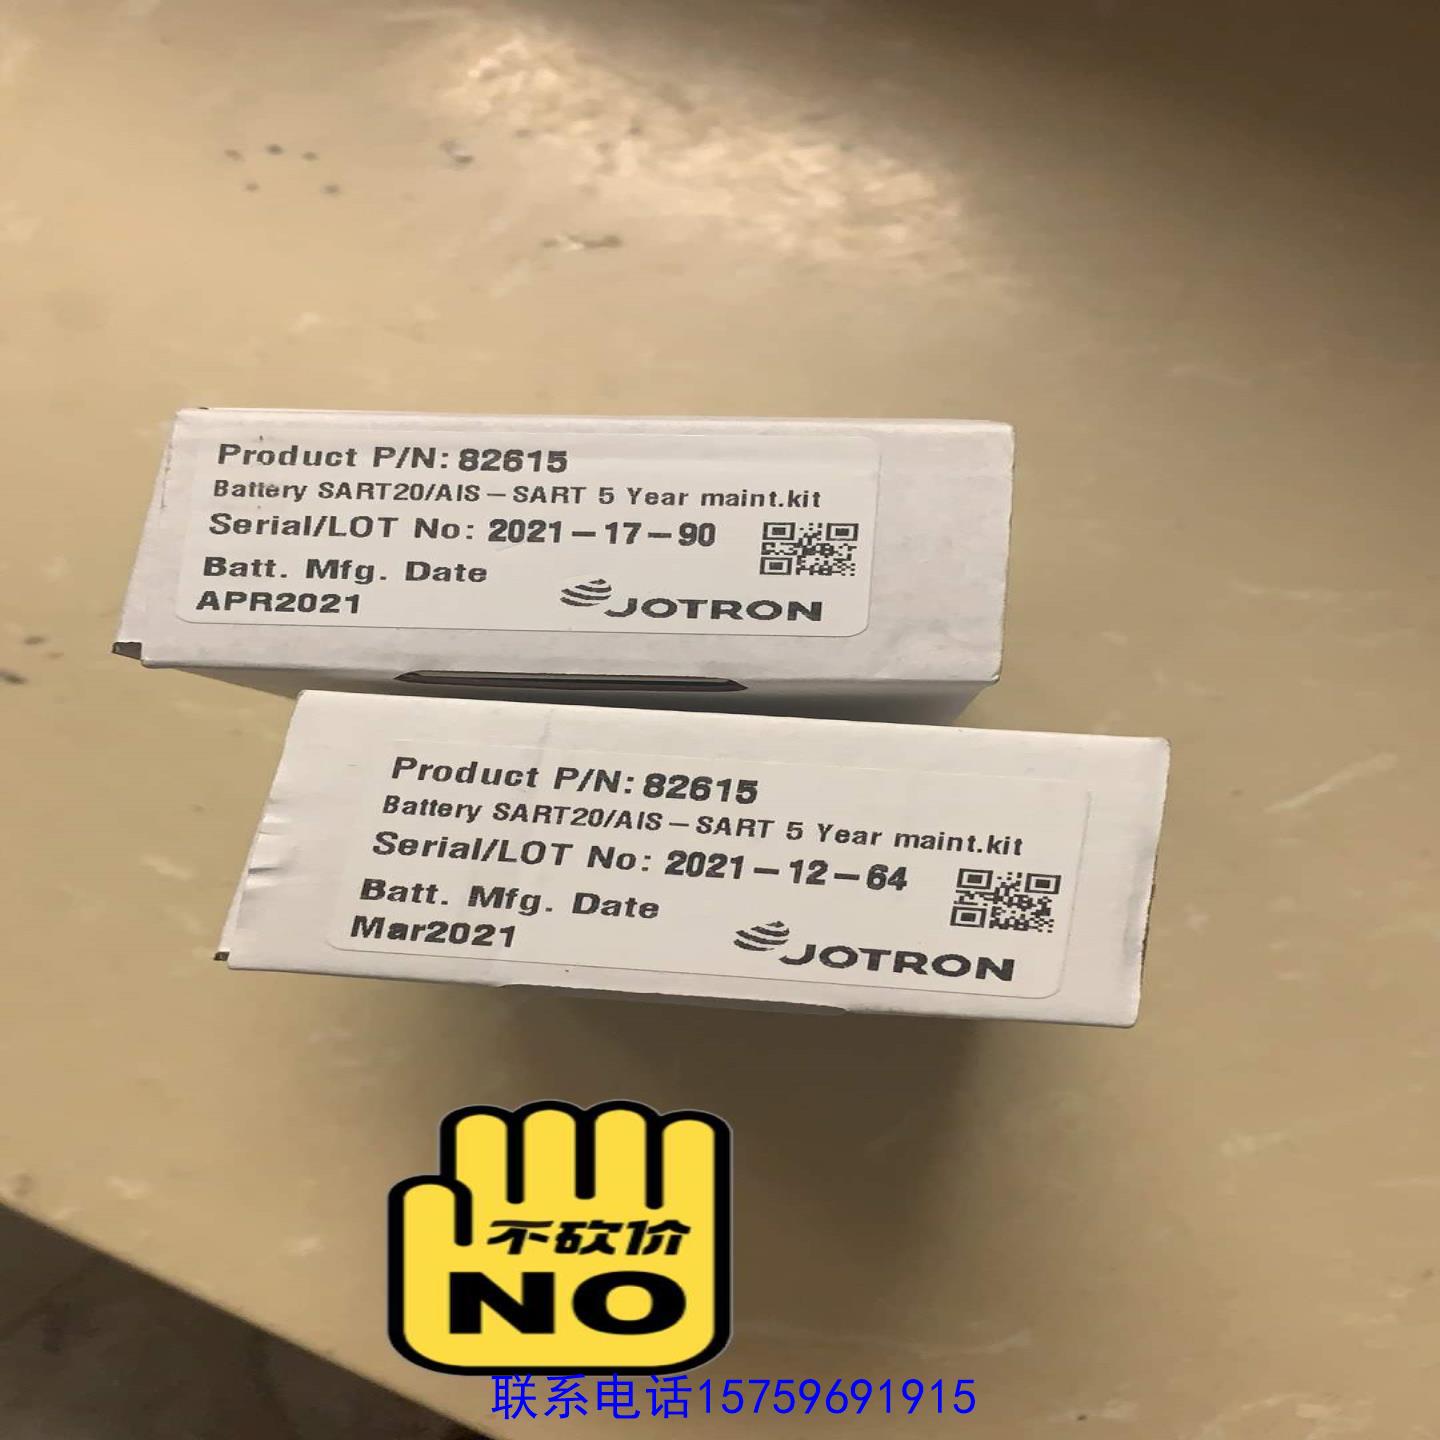 Product P/N: 82615
Battery SART20/AIS-SART 5 Year maint.kit
Serial/LOT No: 2021-17-90
Batt. Mfg. Date
APR2021
JOTRON
Product P/N: 82615
Battery SART20/AIS-SART 5 Year maint.kit
Serial/LOT No: 2021-12-64
Batt. Mfg. Date
Mar2021
JOTRON
不砍价
NO
联系电话15759691915